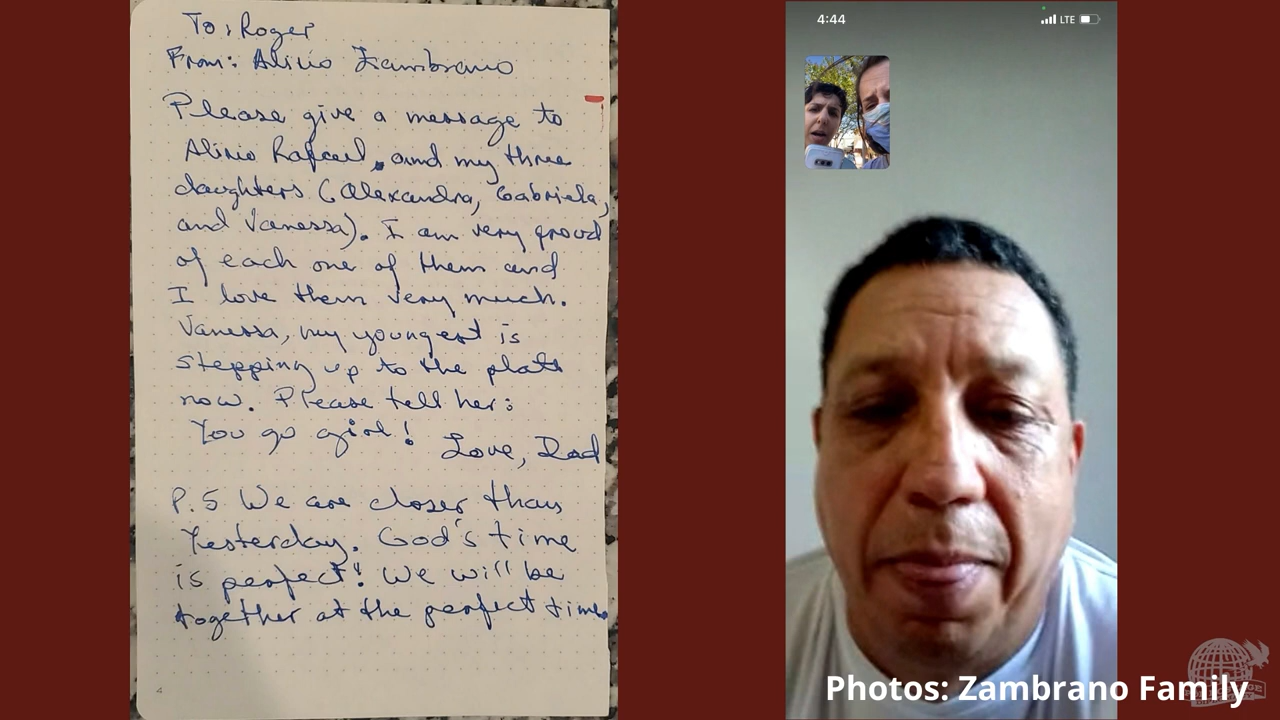 To: Roger
From: Alirio Zambrano
Please give a message to
Alirio Rafael, and my three
daughters (Alexandra, Gabriela,
and Vanessa). I am very proud
of each one of them and
I love them very much.
Vanessa, my youngest is
stepping up to the plate
now. Please tell her:
You go girl!
Love, Dad
P.S. We are closer than
Yesterday. God's time
is perfect! We will be
together at the perfect time
4
4:44
LTE
Photos: Zambrano Family